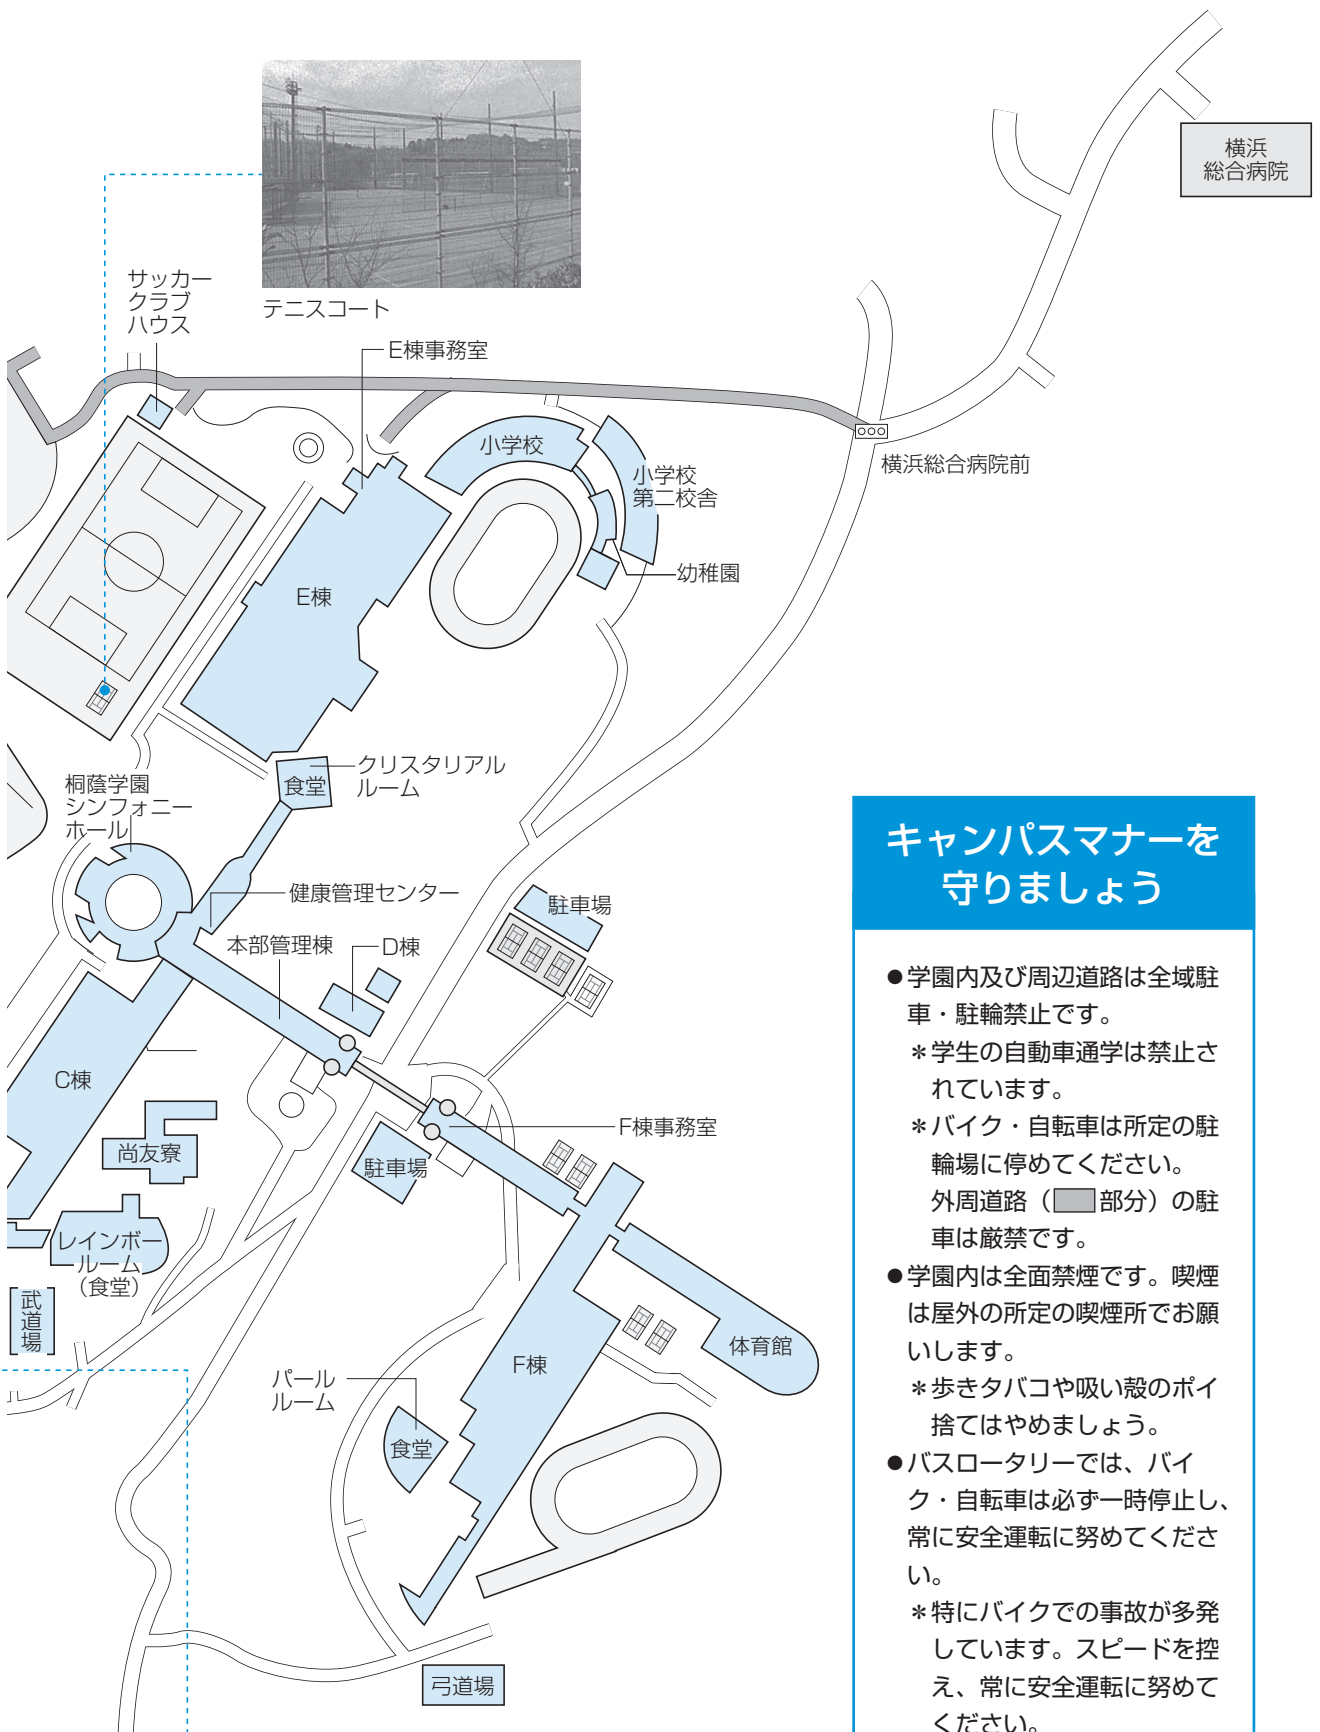 横浜
総合病院
サッカー
クラブ
ハウス
テニスコート
E棟事務室
横浜総合病院前
小学校
小学校
第二校舎
幼稚園
E棟
クリスタリアル
ルーム
食堂
桐蔭学園
シンフォニー
ホール
健康管理センター
駐車場
本部管理棟
D棟
C棟
尚友寮
F棟事務室
駐車場
レインボー
ルーム
(食堂)
武道場
体育館
F棟
パール
ルーム
食堂
弓道場
キャンパスマナーを
守りましょう
●学園内及び周辺道路は全域駐
車・駐輪禁止です。
＊学生の自動車通学は禁止さ
れています。
＊バイク・自転車は所定の駐
輪場に停めてください。
外周道路（　部分）の駐
車は厳禁です。
●学園内は全面禁煙です。喫煙
は屋外の所定の喫煙所でお願
いします。
＊歩きタバコや吸い殻のポイ
捨てはやめましょう。
●バスロータリーでは、バイ
ク・自転車は必ず一時停止し、
常に安全運転に努めてくださ
い。
＊特にバイクでの事故が多発
しています。スピードを控
え、常に安全運転に努めて
ください。